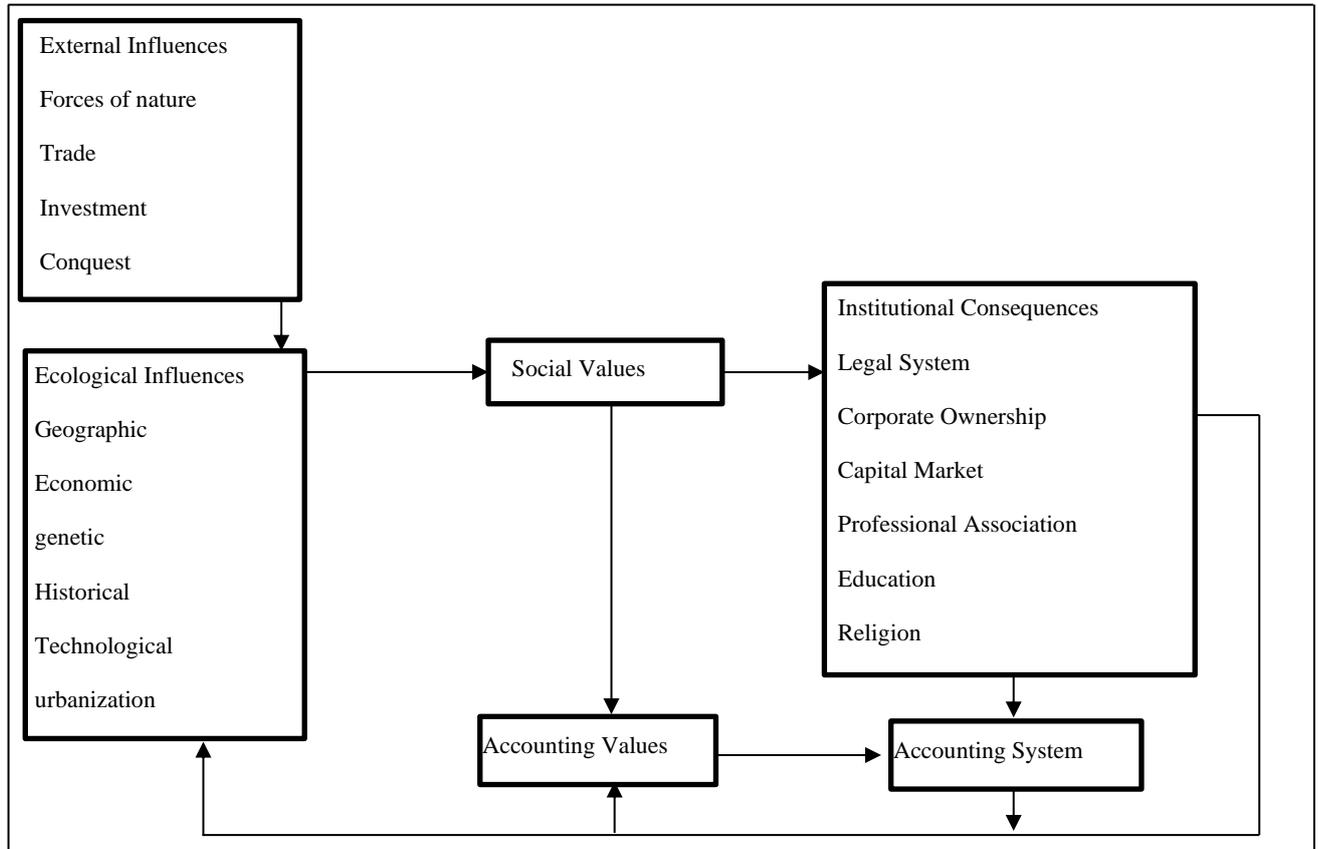 External Influences
Forces of nature
Trade
Investment
Conquest
Ecological Influences
Geographic
Economic
genetic
Historical
Technological
urbanization
Social Values
Institutional Consequences
Legal System
Corporate Ownership
Capital Market
Professional Association
Education
Religion
Accounting Values
Accounting System